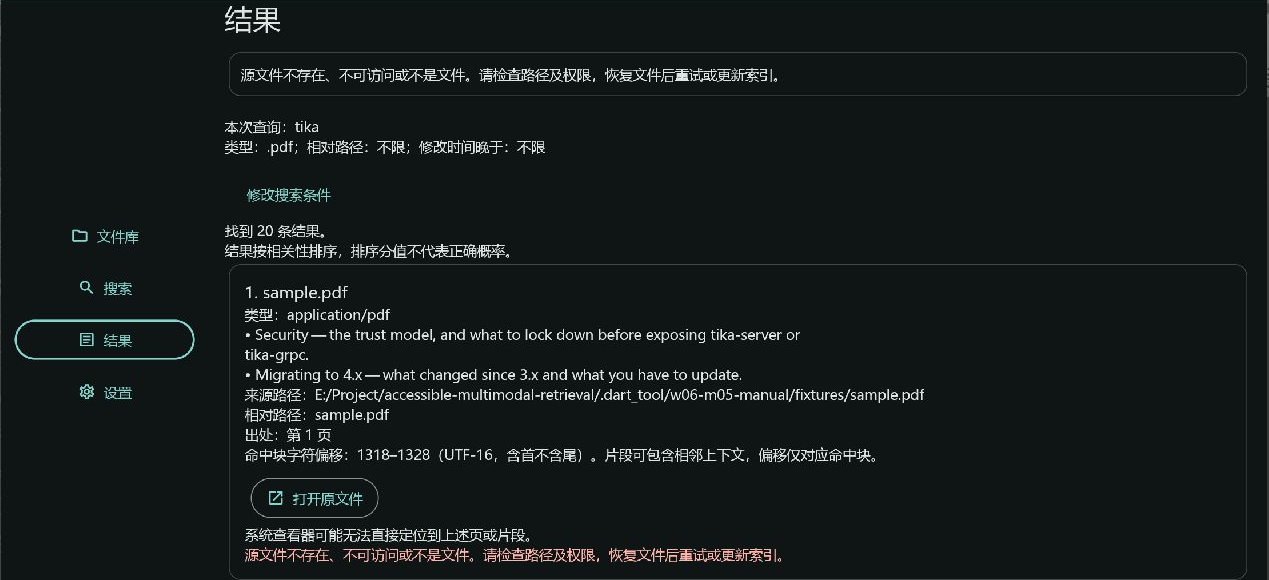 结果
源文件不存在、不可访问或不是文件。请检查路径及权限，恢复文件后重试或更新索引。
本次查询：tika
类型：.pdf；相对路径：不限；修改时间晚于：不限
修改搜索条件
文件库
搜索
结果
设置
找到 20 条结果。
结果按相关性排序，排序分值不代表正确概率。
1. sample.pdf
类型：application/pdf
• Security — the trust model, and what to lock down before exposing tika-server or
tika-grpc.
• Migrating to 4.x — what changed since 3.x and what you have to update.
来源路径：E:/Project/accessible-multimodal-retrieval/.dart_tool/w06-m05-manual/fixtures/sample.pdf
相对路径：sample.pdf
出处：第 1 页
命中块字符偏移：1318–1328（UTF-16，含首不含尾）。片段可包含相邻上下文，偏移仅对应命中块。
打开原文件
系统查看器可能无法直接定位到上述页或片段。
源文件不存在、不可访问或不是文件。请检查路径及权限，恢复文件后重试或更新索引。